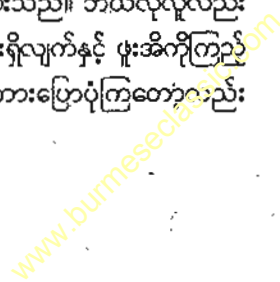 းသည်။ ဘယ်လိုလူလည်း
းရှိလျက်နှင့် ဖူးအိကိုကြည့်
တားပြောပုံကြတော့လည်း
www.burmeseclassic.com